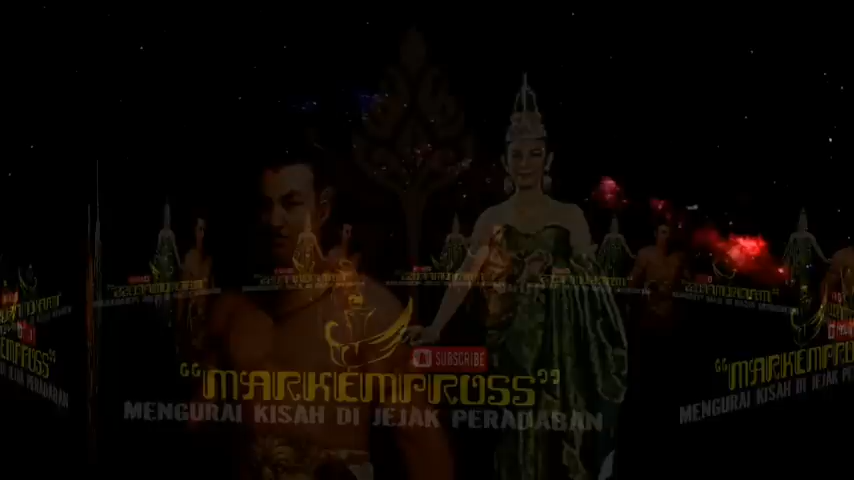 SUBSCRIBE
"MARKEMPROSS"
MENGURAI KISAH DI JEJAK PERADABAN